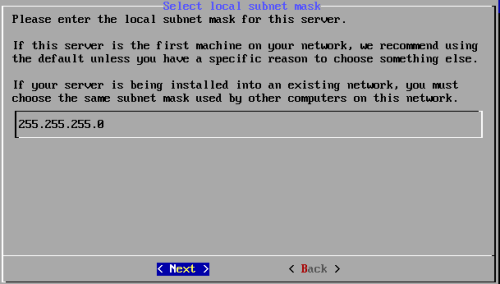 Select local subnet mask
Please enter the local subnet mask for this server.
If this server is the first machine on your network, we recommend using
the default unless you have a specific reason to choose something else.
If your server is being installed into an existing network, you must
choose the same subnet mask used by other computers on this network.
255.255.255.0
< Next > < Back >